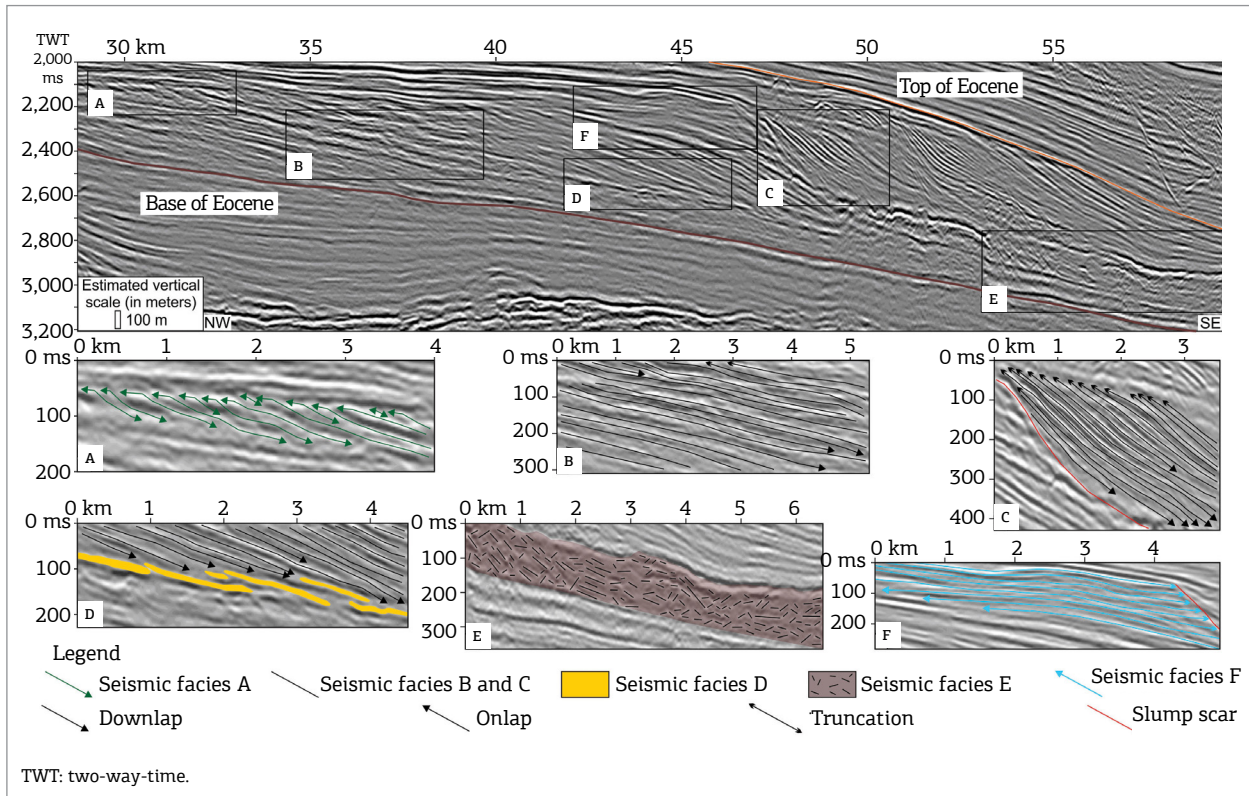 TWT 30 km 35 40 45 50 55
2,000
ms
2,200
2,400
2,600
2,800
3,000
3,200
Top of Eocene
Base of Eocene
A
B
F
D
C
E
Estimated vertical
scale (in meters)
100 m
NW
SE
0 km 1 2 3 4
0 ms
100
200
A
0 km 1 2 3 4 5
0 ms
100
200
300
B
0 km 1 2 3
0 ms
100
200
300
400
C
0 km 1 2 3 4
0 ms
100
200
D
0 km 1 2 3 4 5 6
0 ms
100
200
300
E
0 km 1 2 3 4
0 ms
100
200
F
Legend
Seismic facies A Seismic facies B and C Seismic facies D Seismic facies E Seismic facies F
Downlap Onlap Truncation Slump scar
TWT: two-way-time.